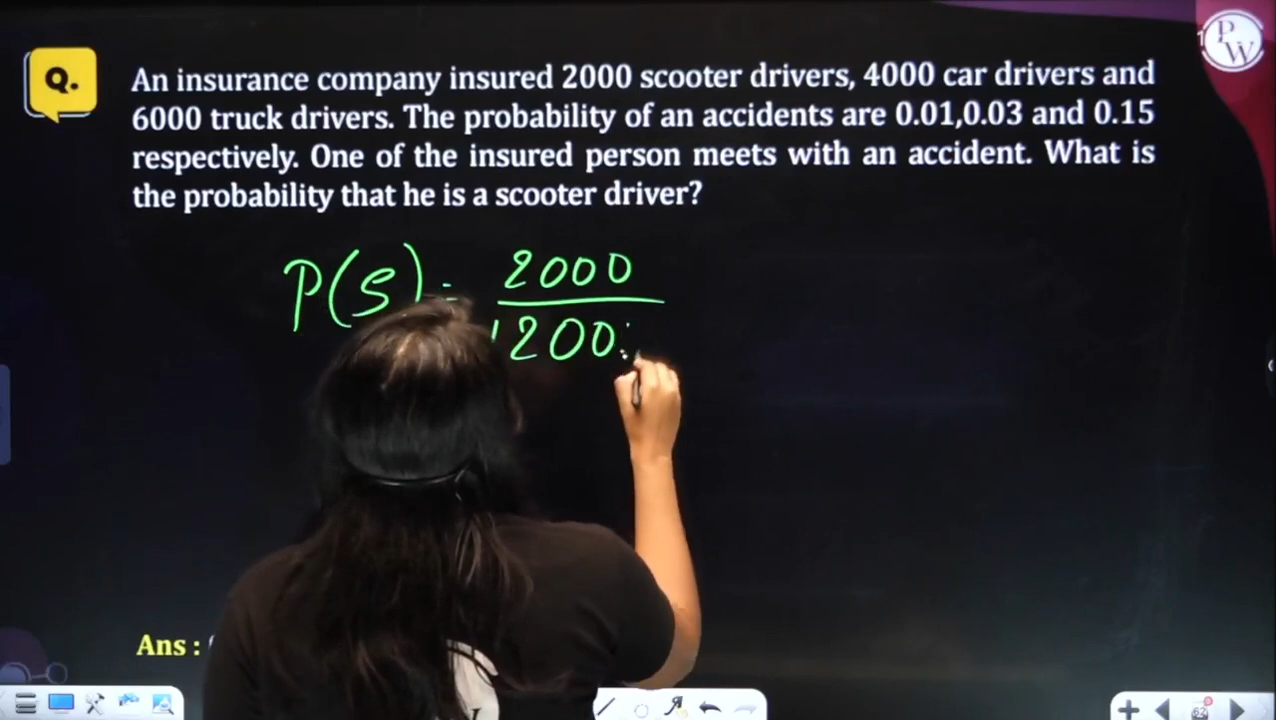 Q.
An insurance company insured 2000 scooter drivers, 4000 car drivers and
6000 truck drivers. The probability of an accidents are 0.01,0.03 and 0.15
respectively. One of the insured person meets with an accident. What is
the probability that he is a scooter driver?
P(S) = 2000
1200
Ans :
P
W
62